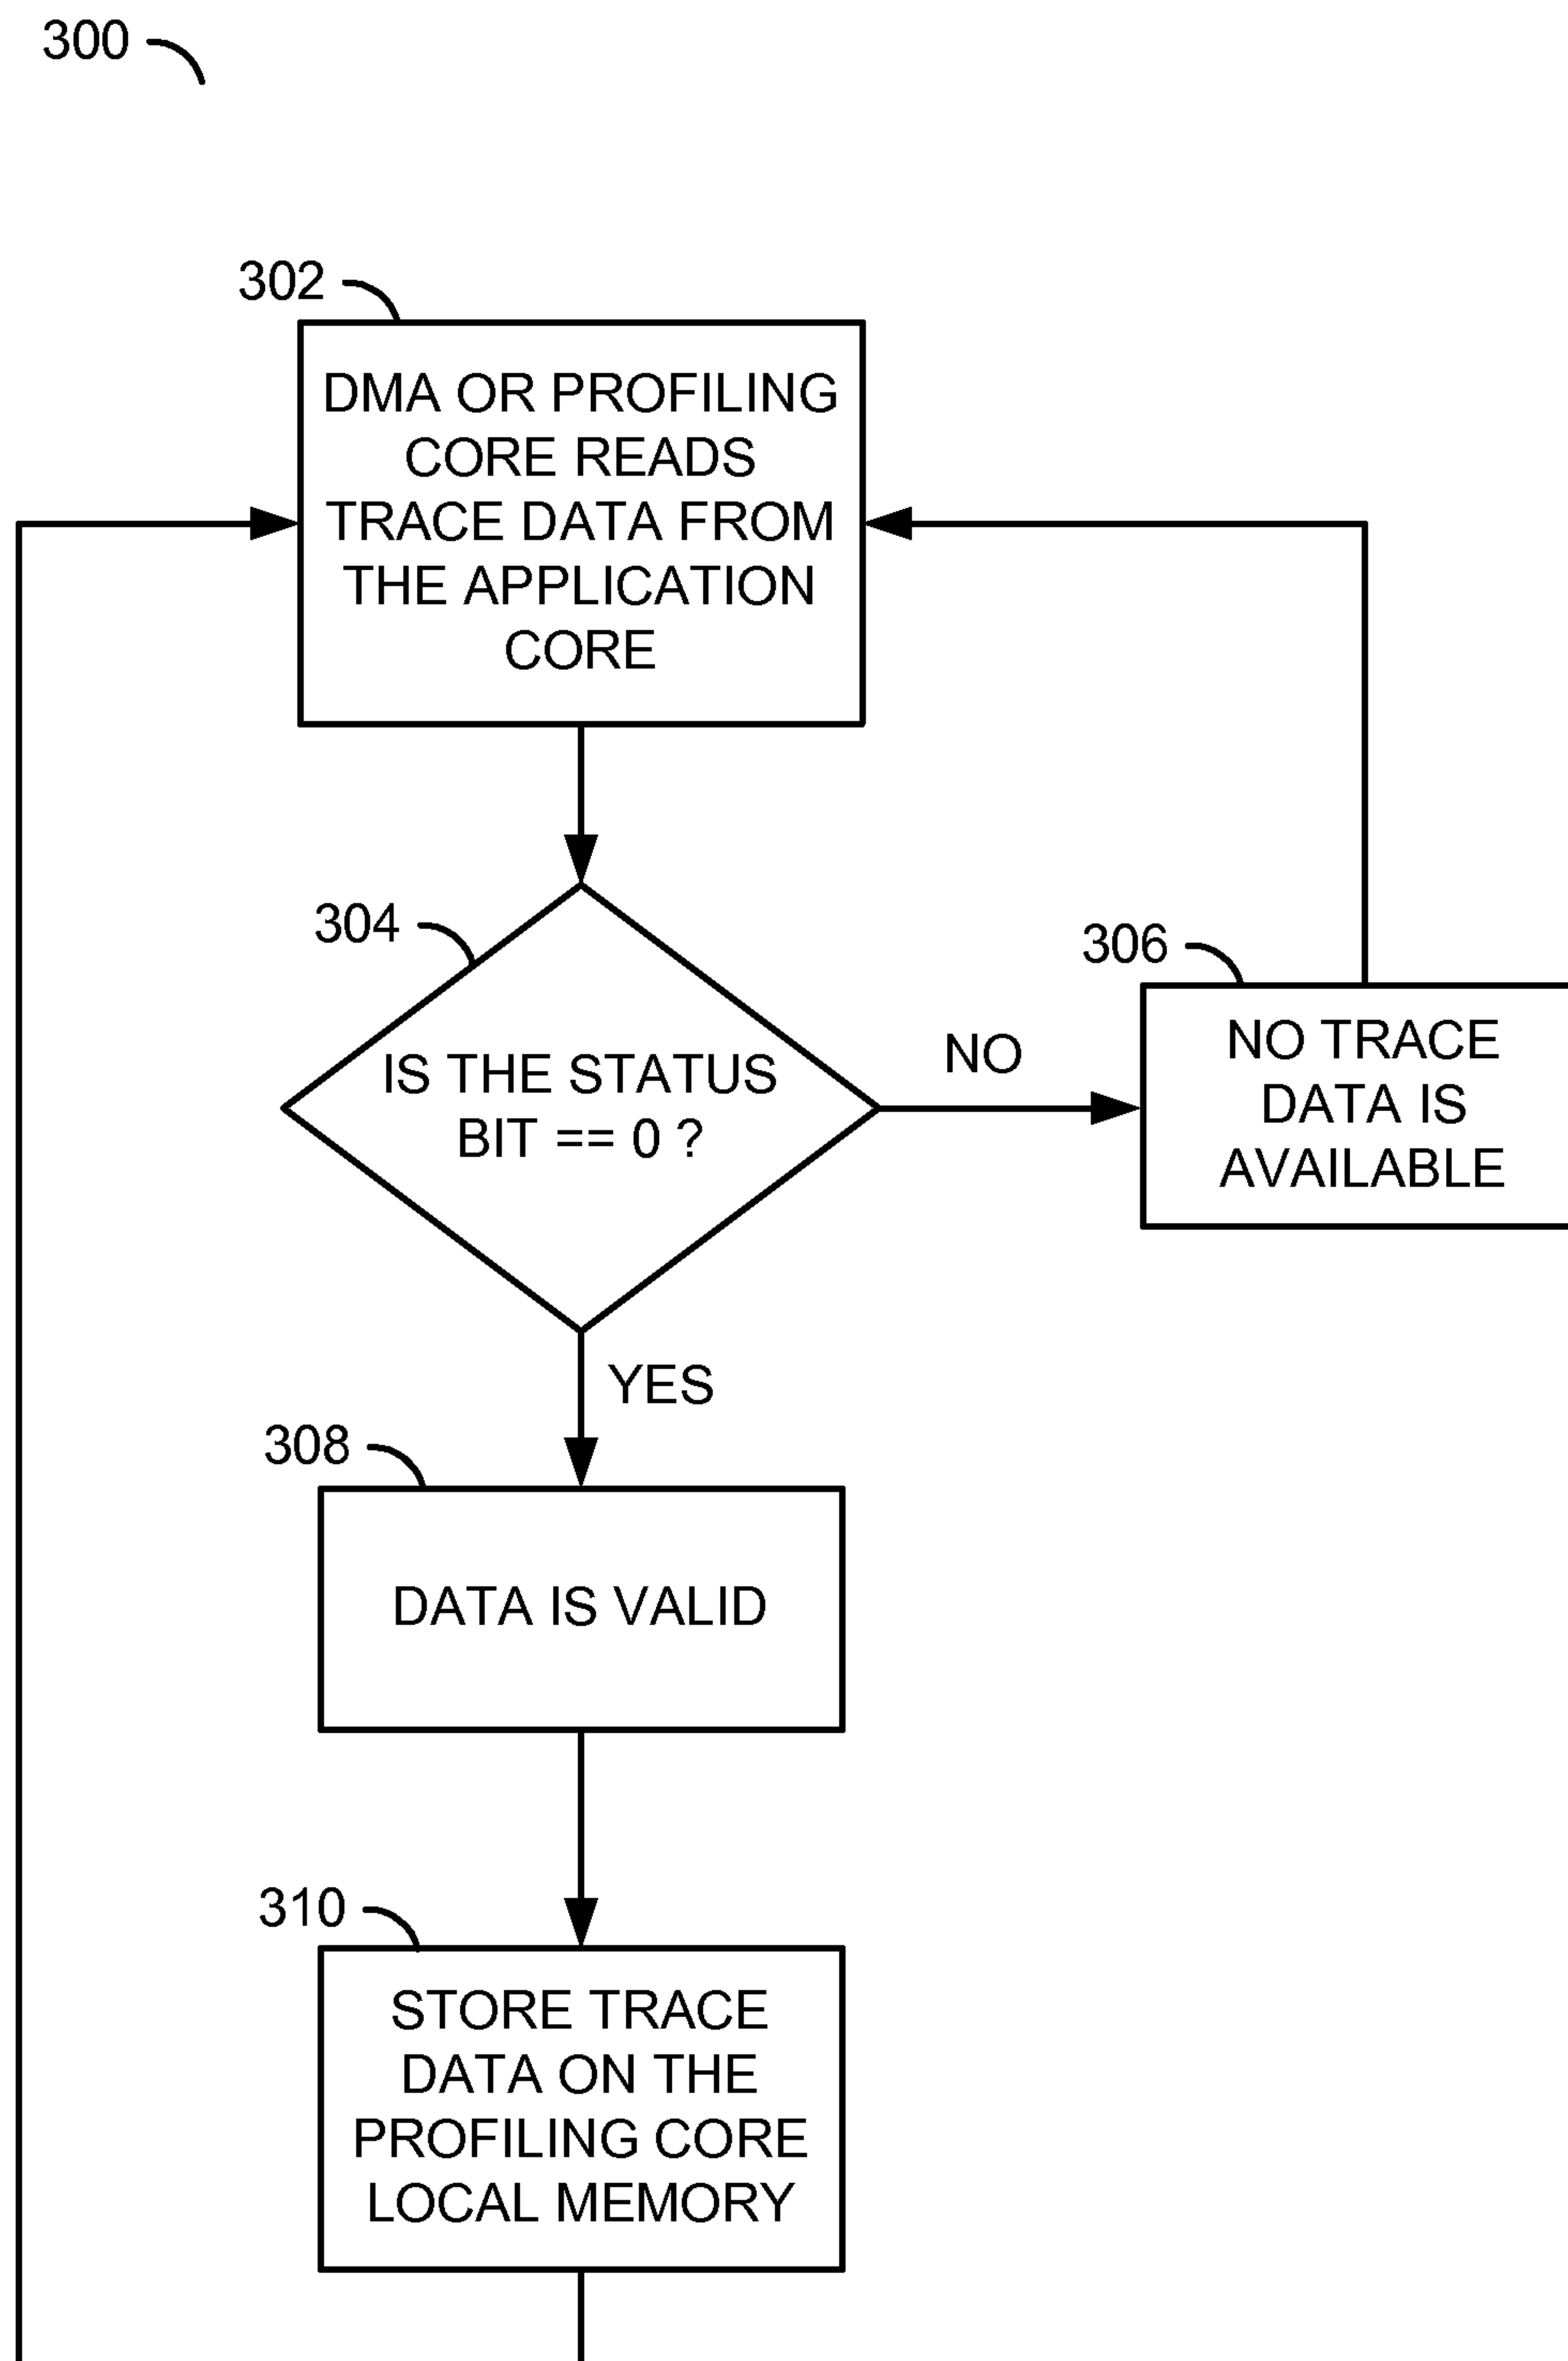 300
302
DMA OR PROFILING
CORE READS
TRACE DATA FROM
THE APPLICATION
CORE
304
IS THE STATUS
BIT == 0 ?
NO
306
NO TRACE
DATA IS
AVAILABLE
YES
308
DATA IS VALID
310
STORE TRACE
DATA ON THE
PROFILING CORE
LOCAL MEMORY